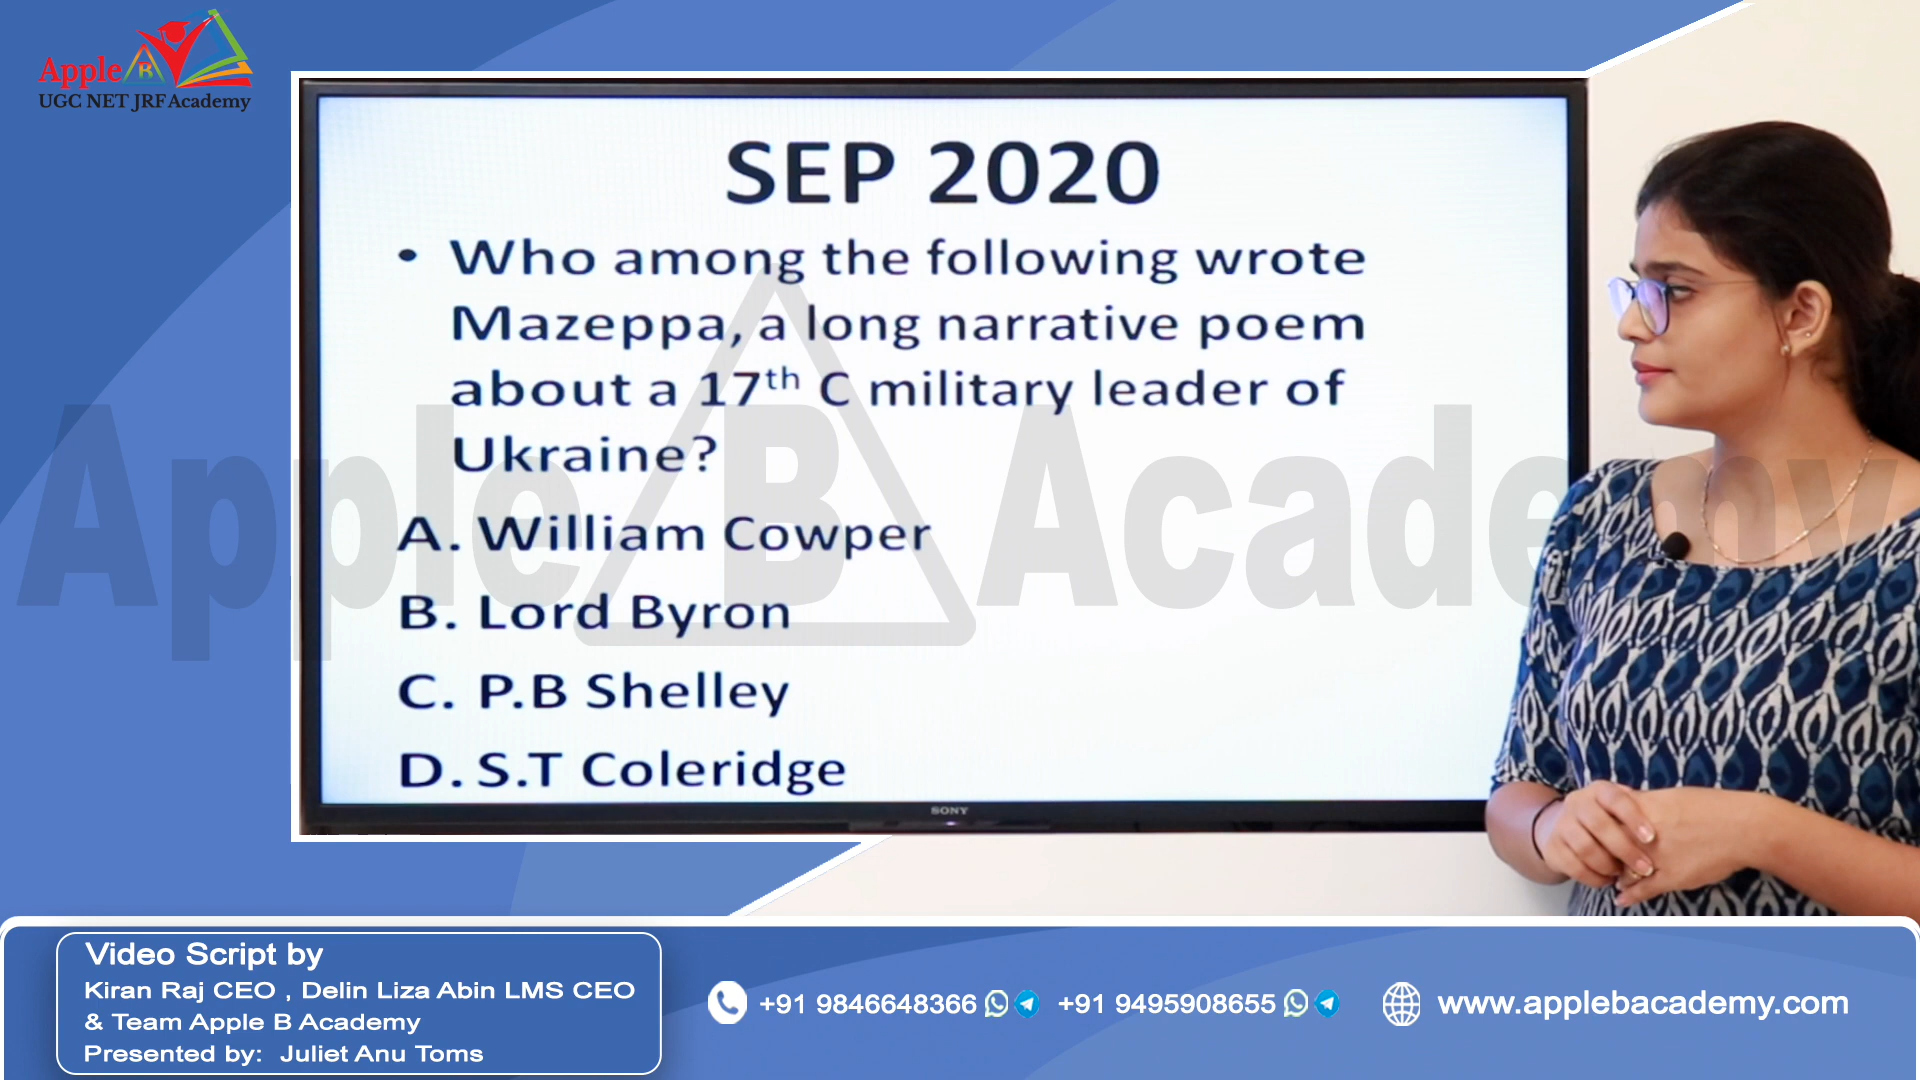 Apple B
UGC NET JRF Academy
SEP 2020
• Who among the following wrote
Mazeppa, a long narrative poem
about a 17th C military leader of
Ukraine?
A. William Cowper
B. Lord Byron
C. P.B Shelley
D. S.T Coleridge
Apple B Academy
SONY
Video Script by
Kiran Raj CEO , Delin Liza Abin LMS CEO
& Team Apple B Academy
Presented by: Juliet Anu Toms
+91 9846648366
+91 9495908655
www.applebacademy.com